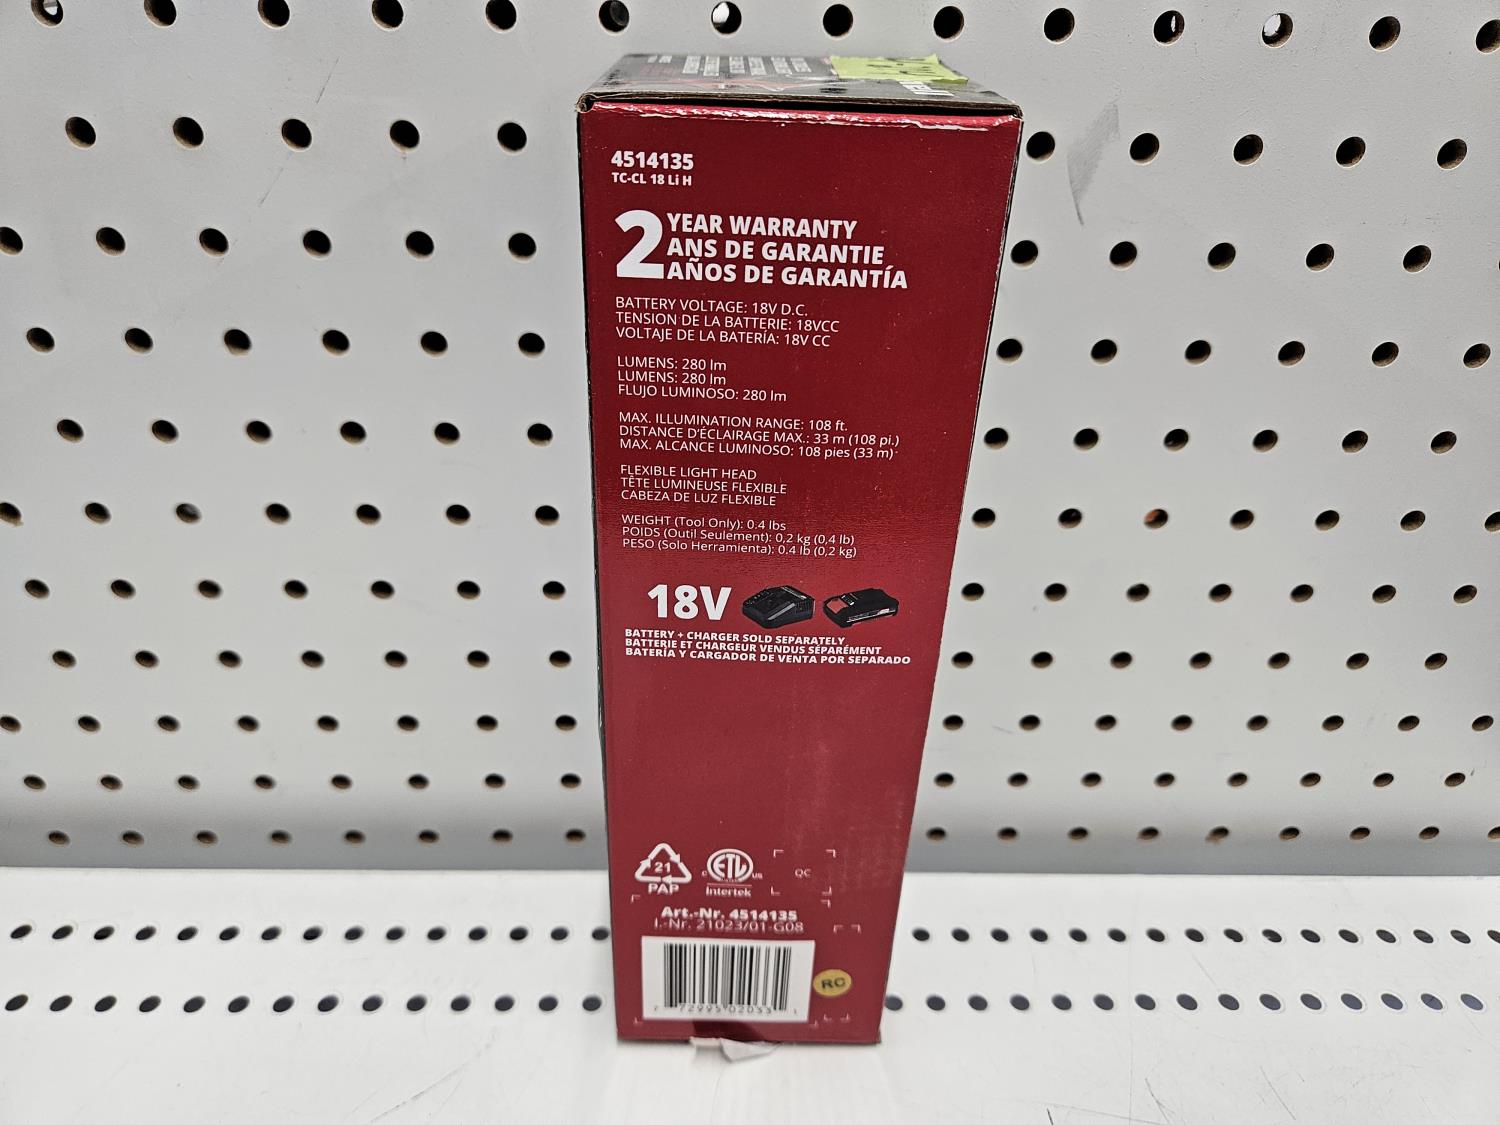 4514135
TC-CL 18 Li H
2 YEAR WARRANTY
ANS DE GARANTIE
AÑOS DE GARANTÍA
BATTERY VOLTAGE: 18V D.C.
TENSION DE LA BATTERIE: 18VCC
VOLTAJE DE LA BATERÍA: 18V CC
LUMENS: 280 lm
LUMENS: 280 lm
FLUJO LUMINOSO: 280 lm
MAX. ILLUMINATION RANGE: 108 ft.
DISTANCE D'ÉCLAIRAGE MAX.: 33 m (108 pi.)
MAX. ALCANCE LUMINOSO: 108 pies (33 m)
FLEXIBLE LIGHT HEAD
TÊTE LUMINEUSE FLEXIBLE
CABEZA DE LUZ FLEXIBLE
WEIGHT (Tool Only): 0.4 lbs
POIDS (Outil Seulement): 0,2 kg (0,4 lb)
PESO (Solo Herramienta): 0.4 lb (0,2 kg)
18V
BATTERY + CHARGER SOLD SEPARATELY
BATTERIE ET CHARGEUR VENDUS SÉPARÉMENT
BATERÍA Y CARGADOR DE VENTA POR SEPARADO
21
PAP
C ETL US
Intertek
QC
Art.-Nr. 4514135
I.-Nr. 21023/01-G08
RC
7 72995 02033 1